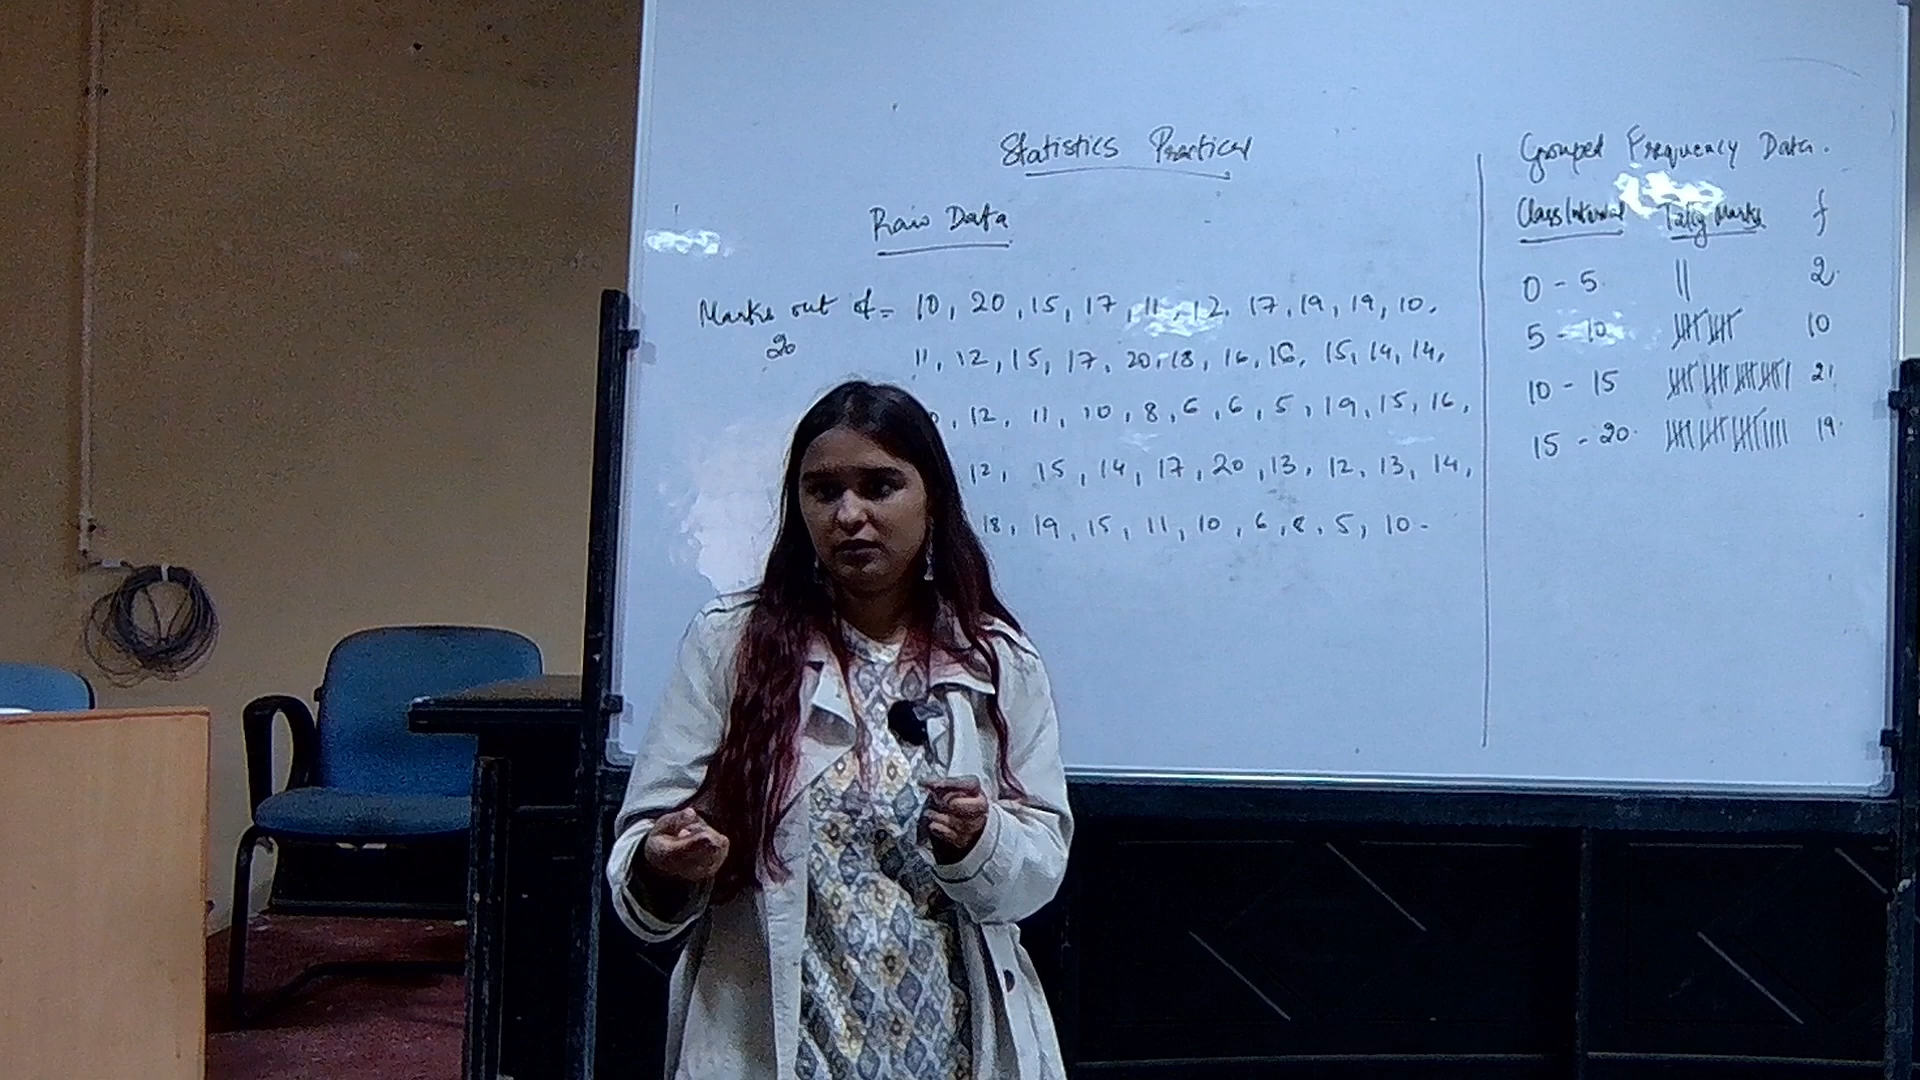 Statistics Practical
Raw Data
Marks out of = 10, 20, 15, 17, 11, 12, 17, 19, 19, 10.
20
11, 12, 15, 17, 20, 18, 16, 16, 15, 14, 14,
, 12, 11, 10, 8, 6, 6, 5, 19, 15, 16,
12, 15, 14, 17, 20, 13, 12, 13, 14,
18, 19, 15, 11, 10, 6, 8, 5, 10.
Grouped Frequency Data.
Class Interval Tally Marks f
0 - 5 || 2
5 - 10 10
10 - 15 21
15 - 20 19